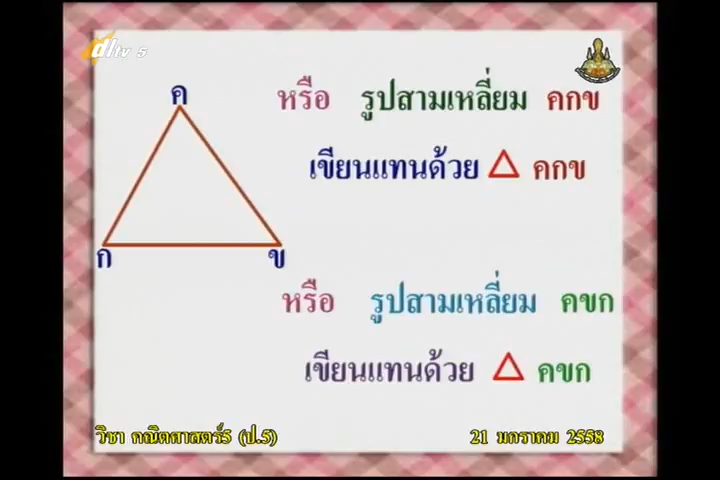 dltv 5
ค
หรือ รูปสามเหลี่ยม คกข
เขียนแทนด้วย △ คกข
ก ข
หรือ รูปสามเหลี่ยม คขก
เขียนแทนด้วย △ คขก
วิชา คณิตศาสตร์5 (ป.5) 21 มกราคม 2558